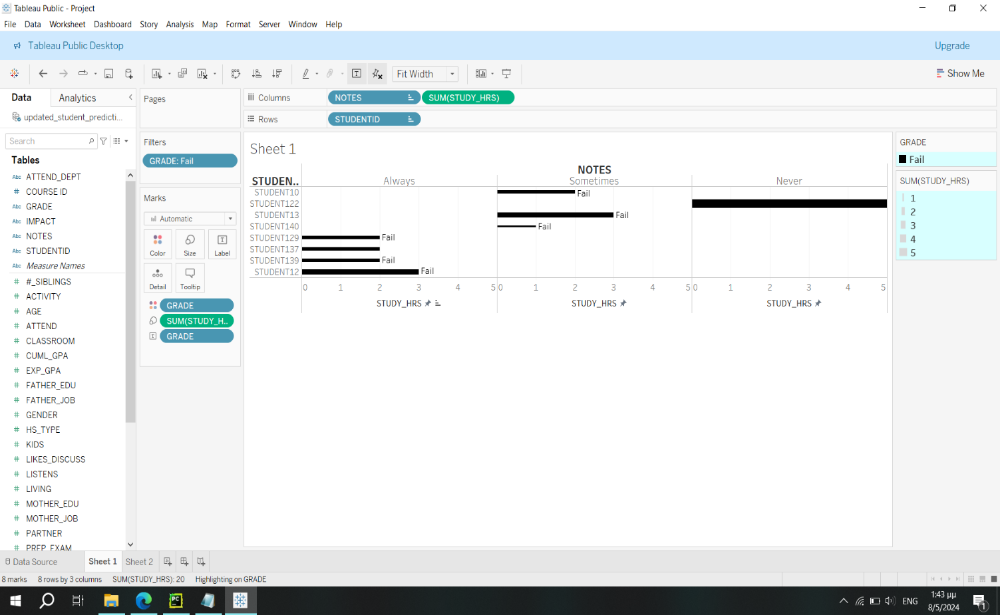 Tableau Public - Project
File Data Worksheet Dashboard Story Analysis Map Format Server Window Help
Tableau Public Desktop
Upgrade
Fit Width
Show Me
Data Analytics
updated_student_predicti...
Search
Tables
Abc ATTEND_DEPT
# COURSE ID
Abc GRADE
Abc IMPACT
Abc NOTES
Abc STUDENTID
Abc Measure Names
# #_SIBLINGS
# ACTIVITY
# AGE
# ATTEND
# CLASSROOM
# CUML_GPA
# EXP_GPA
# FATHER_EDU
# FATHER_JOB
# GENDER
# HS_TYPE
# KIDS
# LIKES_DISCUSS
# LISTENS
# LIVING
# MOTHER_EDU
# MOTHER_JOB
# PARTNER
# PREP_EXAM
Pages
Filters
GRADE: Fail
Marks
Automatic
Color Size Label
Detail Tooltip
GRADE
SUM(STUDY_H..
GRADE
Columns NOTES SUM(STUDY_HRS)
Rows STUDENTID
Sheet 1
NOTES
STUDEN.. Always Sometimes Never
STUDENT10 Fail
STUDENT122
STUDENT13 Fail
STUDENT140 Fail
STUDENT129 Fail
STUDENT137
STUDENT139 Fail
STUDENT12 Fail
0 1 2 3 4 5 0 1 2 3 4 5 0 1 2 3 4 5
STUDY_HRS STUDY_HRS STUDY_HRS
GRADE
Fail
SUM(STUDY_HRS)
1
2
3
4
5
Data Source Sheet 1 Sheet 2
8 marks 8 rows by 3 columns SUM(STUDY_HRS): 20 Highlighting on GRADE
PC
ENG
1:43 μμ
8/5/2024
1